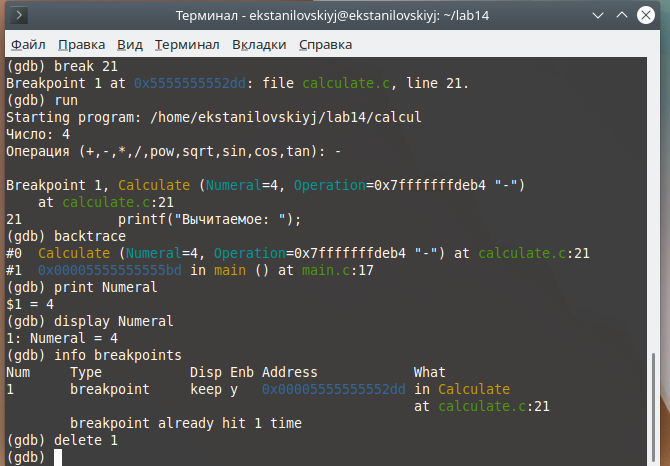 Терминал - ekstanilovskiyj@ekstanilovskiyj: ~/lab14
Файл Правка Вид Терминал Вкладки Справка
(gdb) break 21
Breakpoint 1 at 0x5555555552dd: file calculate.c, line 21.
(gdb) run
Starting program: /home/ekstanilovskiyj/lab14/calcul
Число: 4
Операция (+,-,*,/,pow,sqrt,sin,cos,tan): -
Breakpoint 1, Calculate (Numeral=4, Operation=0x7fffffffdeb4 "-")
at calculate.c:21
21 printf("Вычитаемое: ");
(gdb) backtrace
#0 Calculate (Numeral=4, Operation=0x7fffffffdeb4 "-") at calculate.c:21
#1 0x00005555555555bd in main () at main.c:17
(gdb) print Numeral
$1 = 4
(gdb) display Numeral
1: Numeral = 4
(gdb) info breakpoints
Num Type Disp Enb Address What
1 breakpoint keep y 0x00005555555552dd in Calculate
at calculate.c:21
breakpoint already hit 1 time
(gdb) delete 1
(gdb)